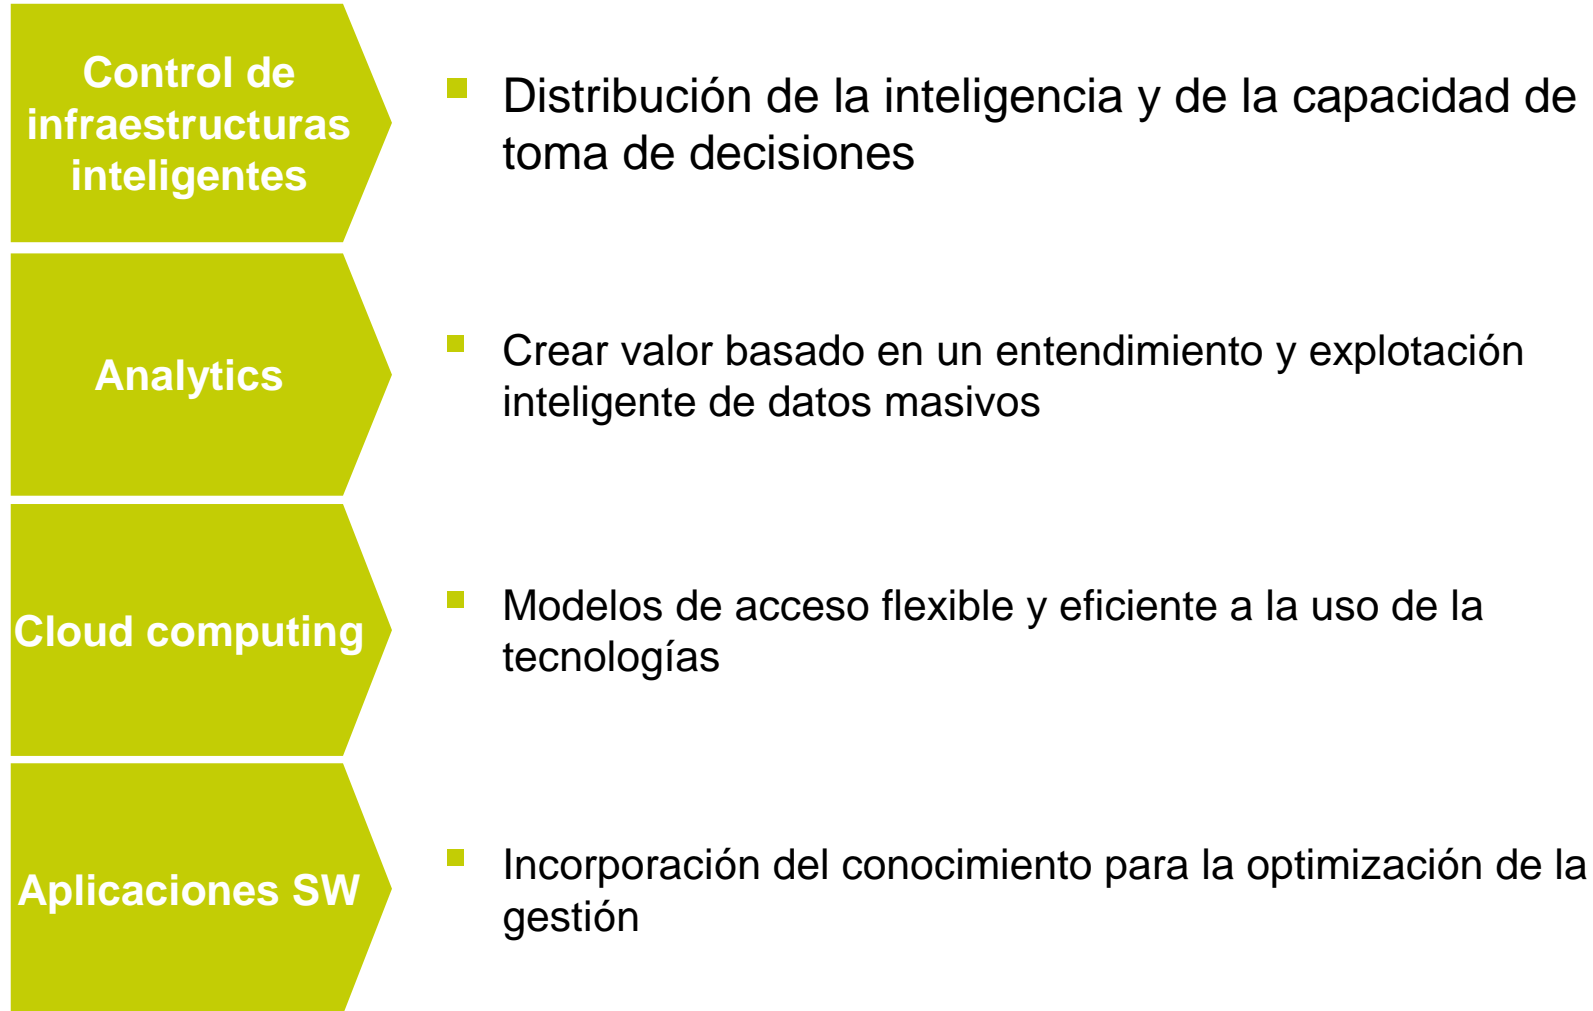 Control de
infraestructuras
inteligentes
Distribución de la inteligencia y de la capacidad de
toma de decisiones
Analytics
Crear valor basado en un entendimiento y explotación
inteligente de datos masivos
Cloud computing
Modelos de acceso flexible y eficiente a la uso de la
tecnologías
Aplicaciones SW
Incorporación del conocimiento para la optimización de la
gestión